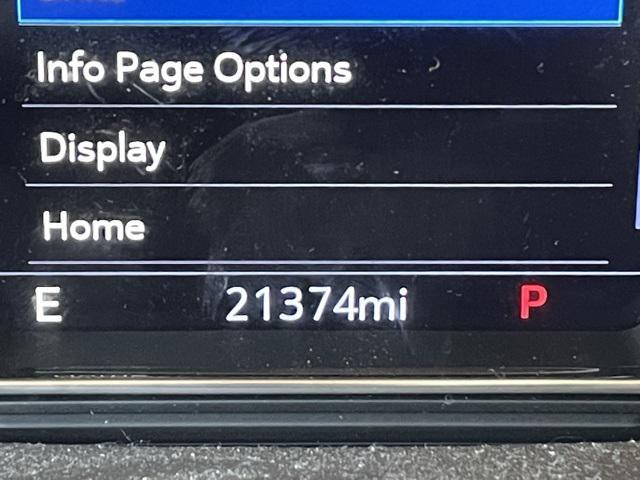 Info Page Options
Display
Home
E 21374mi P